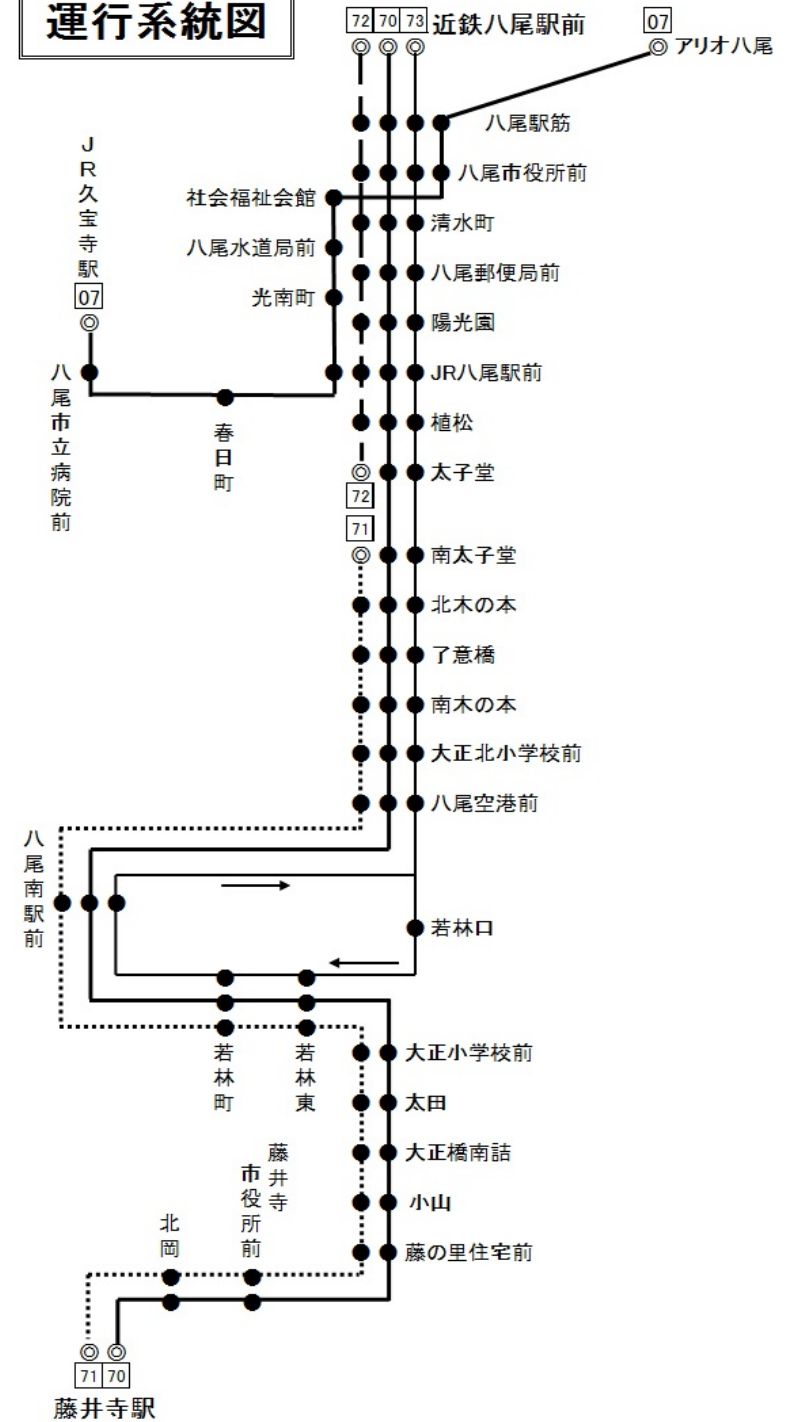 運行系統図
72 70 73 近鉄八尾駅前
07
アリオ八尾
八尾駅筋
八尾市役所前
社会福祉会館
清水町
八尾水道局前
八尾郵便局前
光南町
陽光園
JR久宝寺駅
07
八尾市立病院前
春日町
JR八尾駅前
植松
太子堂
72
71
南太子堂
北木の本
了意橋
南木の本
大正北小学校前
八尾空港前
八尾南駅前
若林口
若林町
若林東
大正小学校前
太田
大正橋南詰
小山
藤の里住宅前
藤井寺
市役所前
北岡
71 70
藤井寺駅